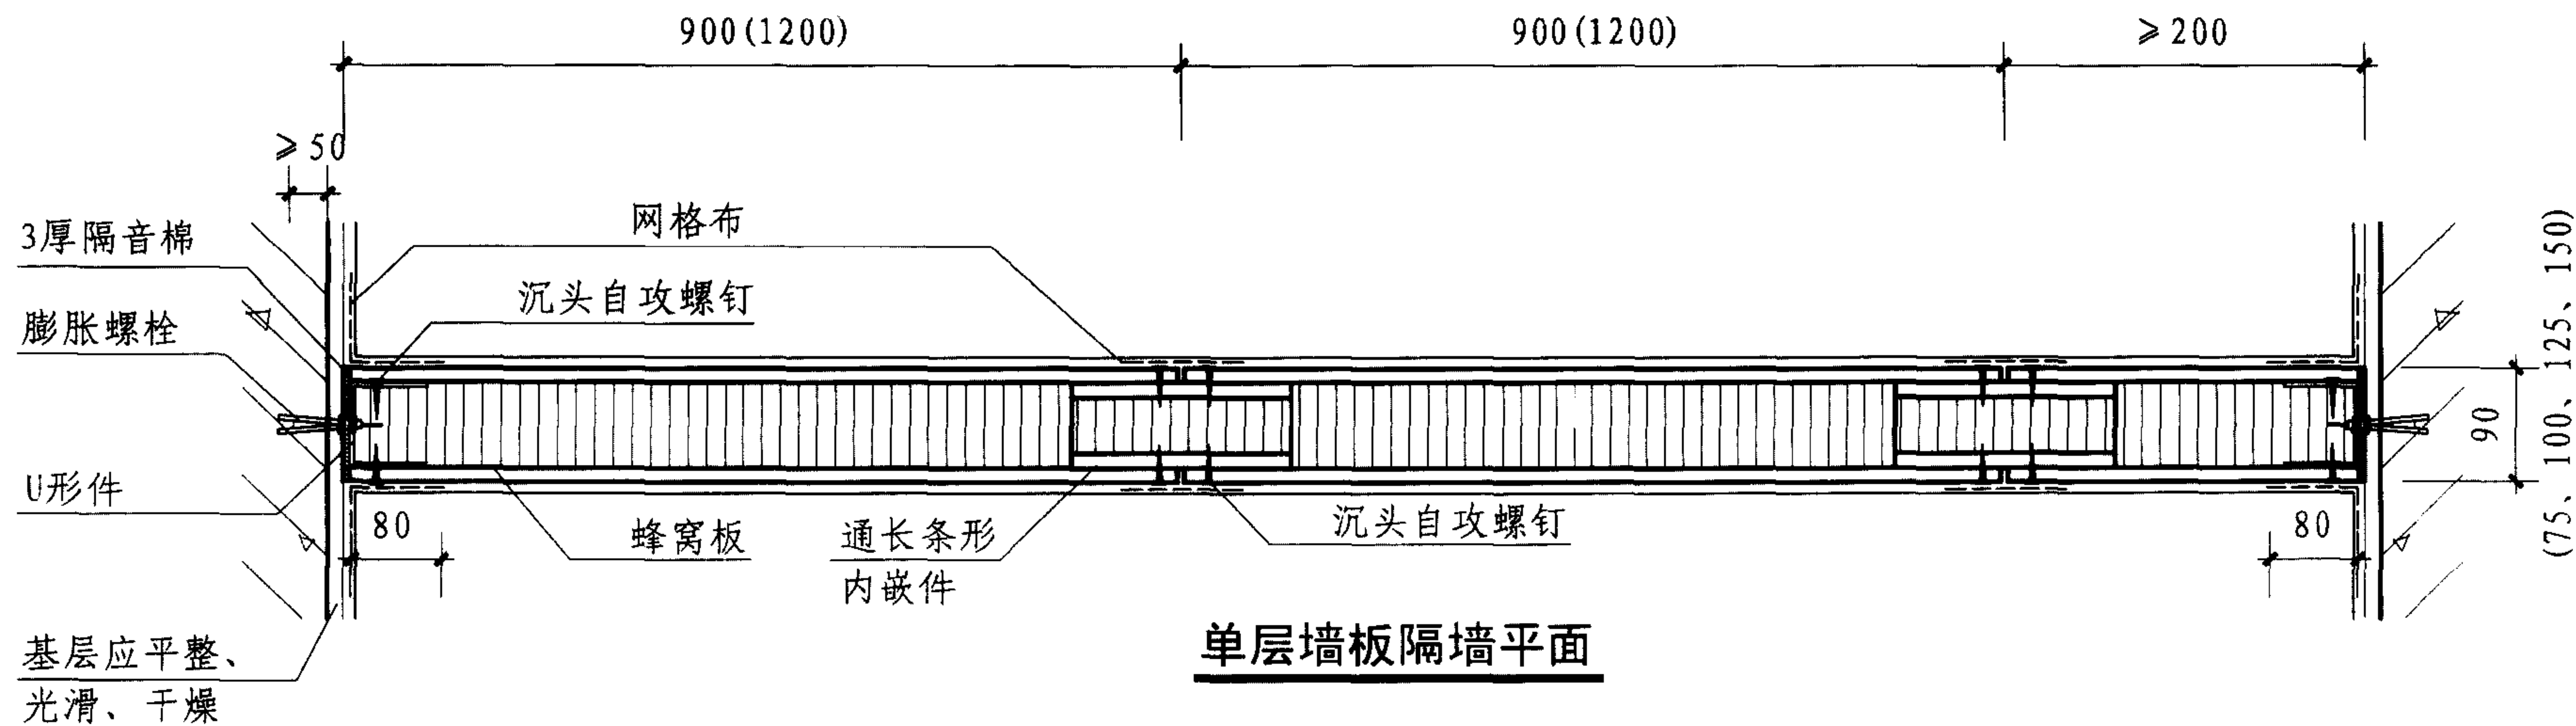 900(1200)
900(1200)
≥200
≥50
3厚隔音棉
网格布
沉头自攻螺钉
膨胀螺栓
U形件
80
蜂窝板
通长条形
内嵌件
沉头自攻螺钉
80
90
(75、100、125、150)
基层应平整、
光滑、干燥
单层墙板隔墙平面